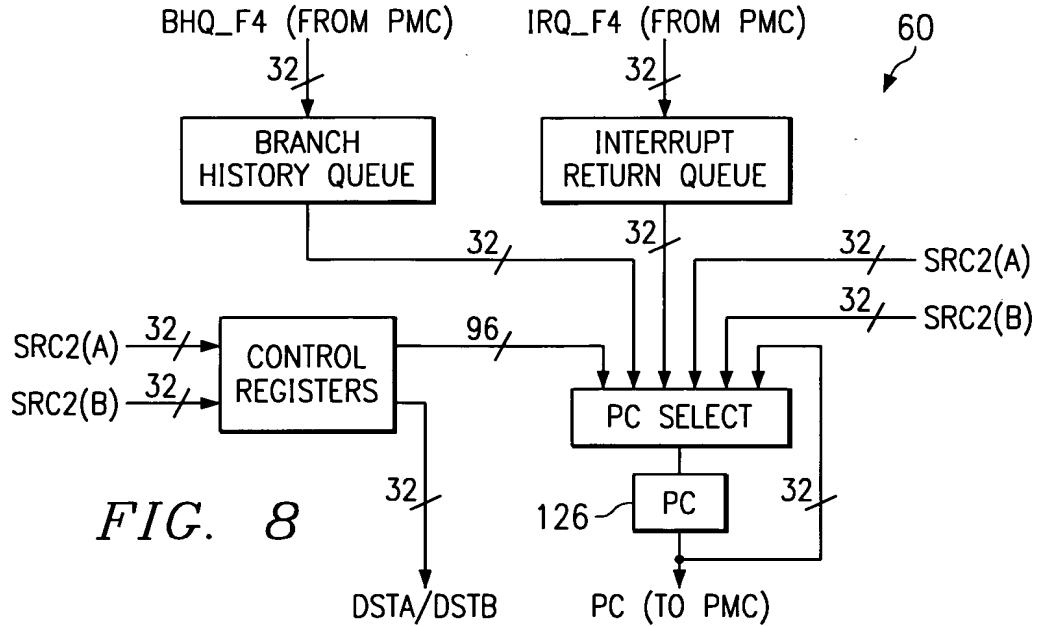 BHQ_F4 (FROM PMC)
IRQ_F4 (FROM PMC)
60
32
32
BRANCH
HISTORY QUEUE
INTERRUPT
RETURN QUEUE
32
32
32
SRC2(A)
32
SRC2(B)
SRC2(A)
32
96
CONTROL
REGISTERS
SRC2(B)
32
PC SELECT
32
PC
32
126
FIG. 8
DSTA/DSTB
PC (TO PMC)